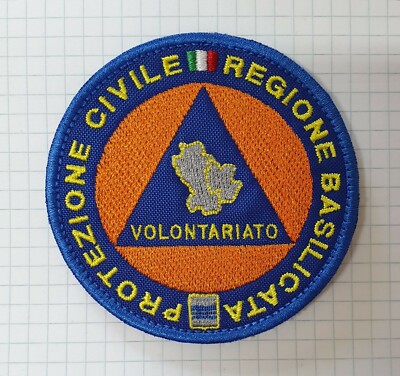 PROTEZIONE CIVILE REGIONE BASILICATA
VOLONTARIATO